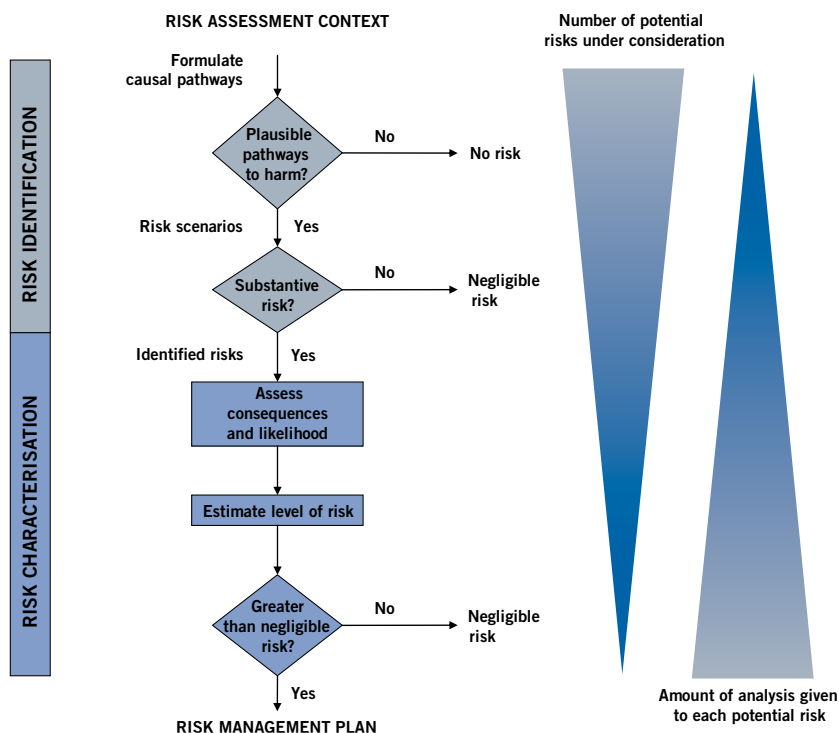 RISK ASSESSMENT CONTEXT
Number of potential
risks under consideration
RISK IDENTIFICATION
Formulate
causal pathways
Plausible
pathways
to harm?
No
No risk
Risk scenarios
Yes
Substantive
risk?
No
Negligible
risk
RISK CHARACTERISATION
Identified risks
Yes
Assess
consequences
and likelihood
Estimate level of risk
Greater
than negligible
risk?
No
Negligible
risk
Yes
RISK MANAGEMENT PLAN
Amount of analysis given
to each potential risk